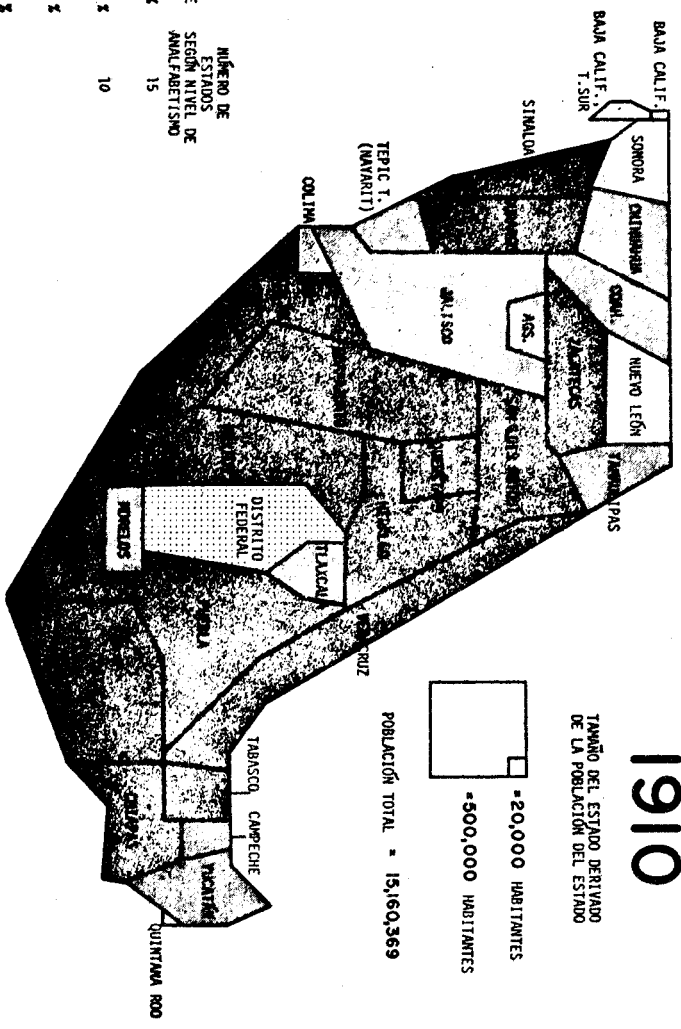 1910
TAMAÑO DEL ESTADO DERIVADO
DE LA POBLACIÓN DEL ESTADO
=20,000 HABITANTES
=500,000 HABITANTES
POBLACIÓN TOTAL = 15,160,369
BAJA CALIF.
BAJA CALIF.,
T.SUR
SONORA
CHIHUAHUA
COAH.
NUEVO LEÓN
TAMAULIPAS
SINALOA
ZACATECAS
AGS.
SAN LUIS POTOSÍ
TEPIC T.
(NAYARIT)
JALISCO
COLIMA
QUERÉTARO
HIDALGO
VERACRUZ
DISTRITO
FEDERAL
TLAXCALA
MORELOS
PUEBLA
TABASCO
CAMPECHE
CHIAPAS
YUCATÁN
QUINTANA ROO
NÚMERO DE
ESTADOS
SEGÚN NIVEL DE
ANALFABETISMO
15
10
%
%
%
%